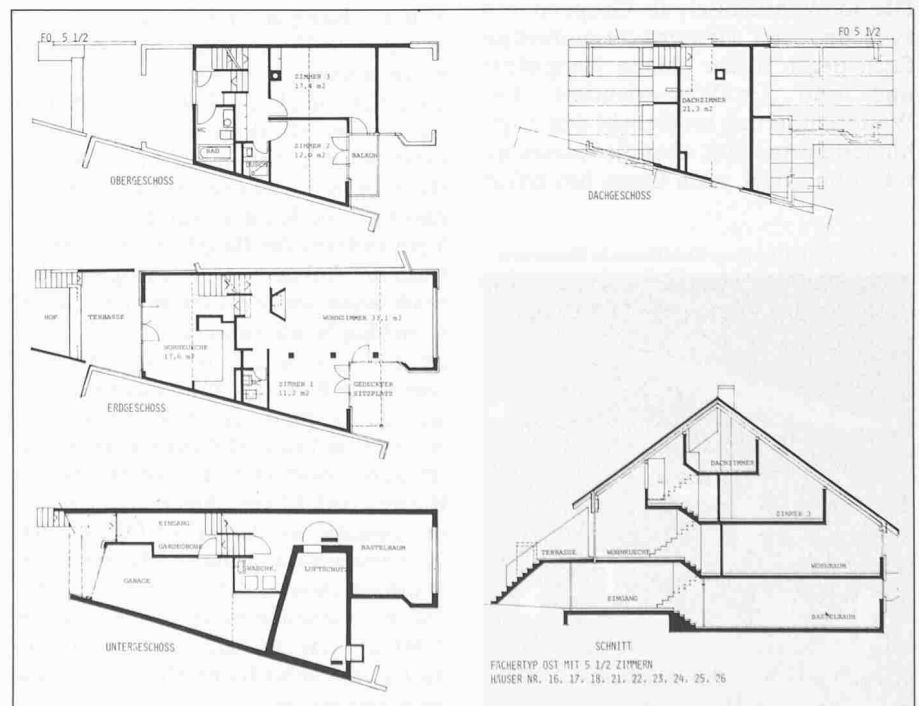 FO 5 1/2
ZIMMER 3
17,4 m2
WC
BAD
DUSCHE
ZIMMER 2
12,0 m2
BALKON
OBERGESCHOSS
FO 5 1/2
DACHZIMMER
21,3 m2
DACHGESCHOSS
HOF
TERRASSE
WOHNKUECHE
17,6 m2
WOHNZIMMER 37,1 m2
ZIMMER 1
11,2 m2
GEDECKTER
SITZPLATZ
ERDGESCHOSS
EINGANG
GARDEROBE
GARAGE
WASCHK.
LUFTSCHUTZ
BASTELRAUM
UNTERGESCHOSS
DACHZIMMER
ZIMMER 3
TERRASSE
WOHNKUECHE
WOHNRAUM
EINGANG
BASTELRAUM
SCHNITT
FÄCHERTYP OST MIT 5 1/2 ZIMMERN
HÄUSER NR. 16, 17, 18, 21, 22, 23, 24, 25, 26